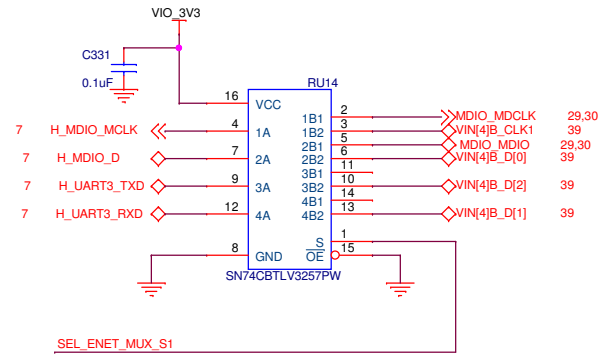 VIO_3V3
C331
0.1uF
RU14
16 VCC
2 1B1 MDIO_MDCLK 29,30
7 H_MDIO_MCLK 4 1A
3 1B2 VIN[4]B_CLK1 39
5 2B1 MDIO_MDIO 29,30
7 H_MDIO_D 7 2A
6 2B2 VIN[4]B_D[0] 39
11 3B1
7 H_UART3_TXD 9 3A
10 3B2 VIN[4]B_D[2] 39
14 4B1
7 H_UART3_RXD 12 4A
13 4B2 VIN[4]B_D[1] 39
1 S
8 GND
15 OE
SN74CBTLV3257PW
SEL_ENET_MUX_S1